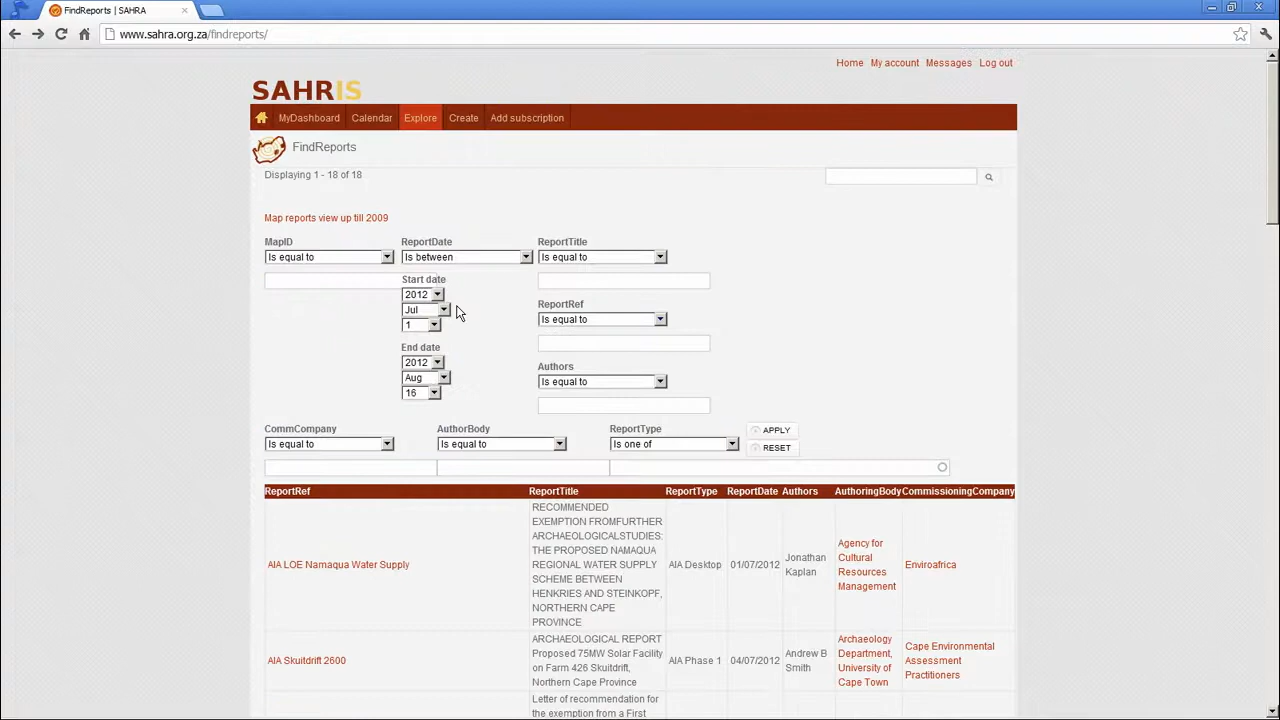 FindReports | SAHRA
www.sahra.org.za/findreports/
Home My account Messages Log out
SAHRIS
MyDashboard Calendar Explore Create Add subscription
FindReports
Displaying 1 - 18 of 18
Map reports view up till 2009
MapID ReportDate ReportTitle
Is equal to Is between Is equal to
Start date
2012
Jul
1
ReportRef
Is equal to
End date
2012
Aug
16
Authors
Is equal to
CommCompany AuthorBody ReportType
Is equal to Is equal to Is one of
APPLY
RESET
ReportRef ReportTitle ReportType ReportDate Authors AuthoringBody CommissioningCompany
AIA LOE Namaqua Water Supply
RECOMMENDED
EXEMPTION FROMFURTHER
ARCHAEOLOGICALSTUDIES:
THE PROPOSED NAMAQUA
REGIONAL WATER SUPPLY
SCHEME BETWEEN
HENKRIES AND STEINKOPF,
NORTHERN CAPE
PROVINCE
AIA Desktop
01/07/2012
Jonathan
Kaplan
Agency for
Cultural
Resources
Management
Enviroafrica
AIA Skuitdrift 2600
ARCHAEOLOGICAL REPORT
Proposed 75MW Solar Facility
on Farm 426 Skuitdrift,
Northern Cape Province
AIA Phase 1
04/07/2012
Andrew B
Smith
Archaeology
Department,
University of
Cape Town
Cape Environmental
Assessment
Practitioners
Letter of recommendation for
the exemption from a First